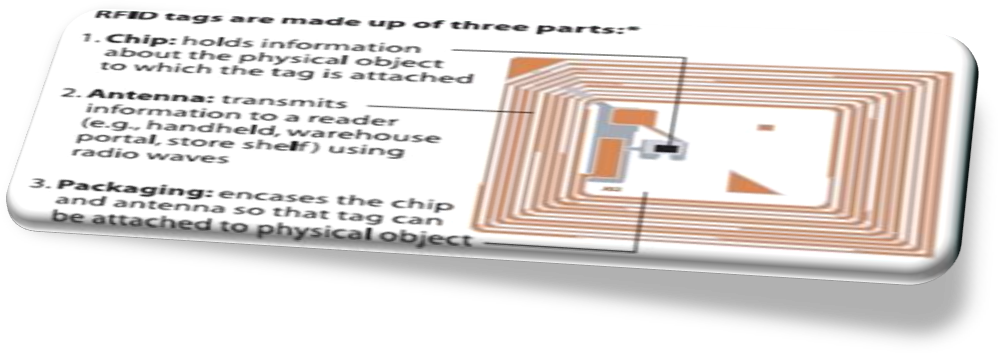 RFID tags are made up of three parts:*
1. Chip: holds information
about the physical object
to which the tag is attached
2. Antenna: transmits
information to a reader
(e.g., handheld, warehouse
portal, store shelf) using
radio waves
3. Packaging: encases the chip
and antenna so that tag can
be attached to physical object